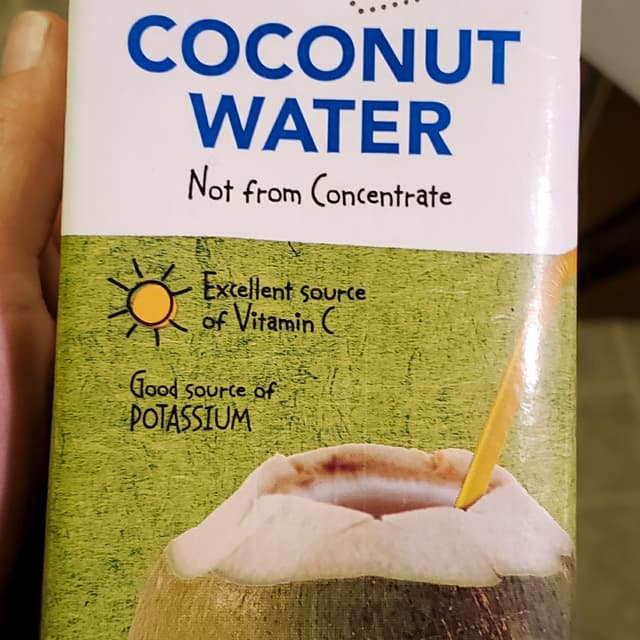 COCONUT
WATER
Not from Concentrate
Excellent source
of Vitamin C
Good source of
POTASSIUM